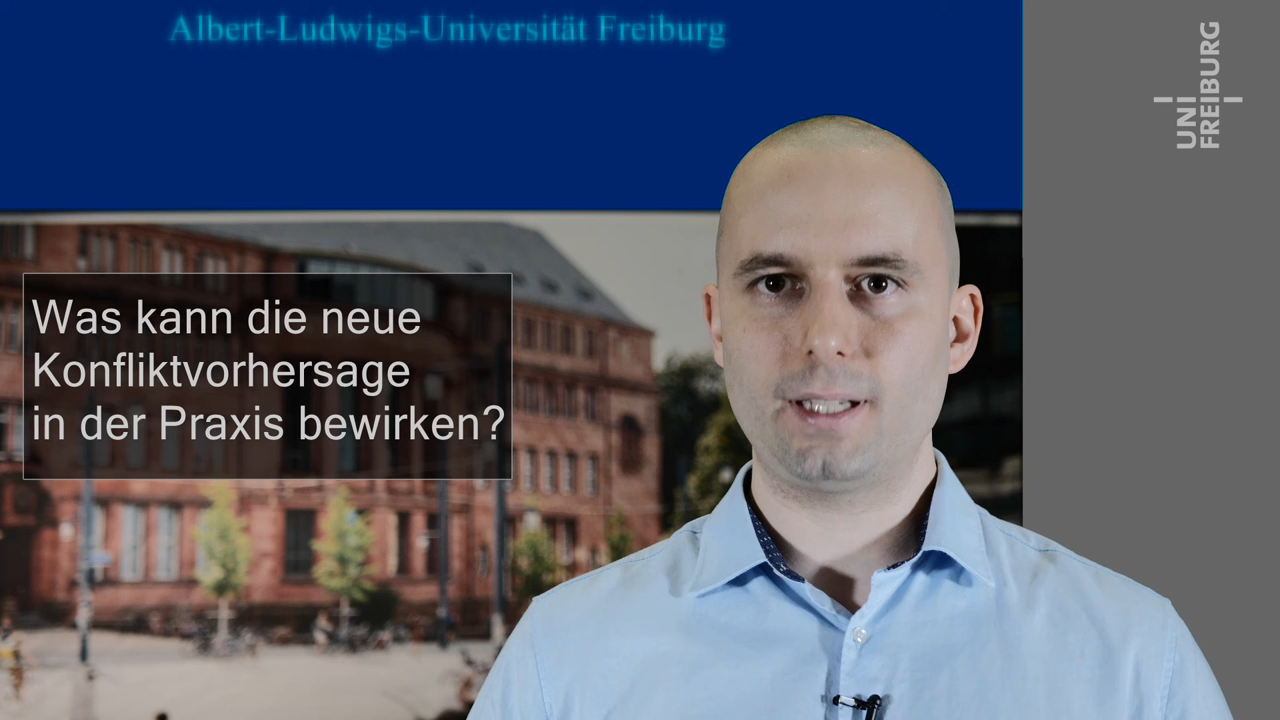 Albert-Ludwigs-Universität Freiburg
UNI
FREIBURG
Was kann die neue
Konfliktvorhersage
in der Praxis bewirken?